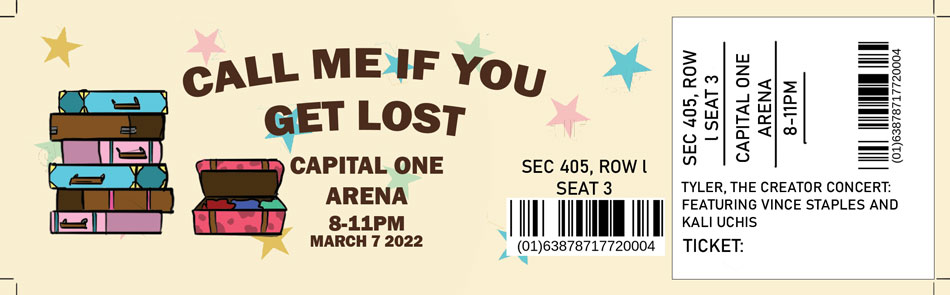 CALL ME IF YOU
GET LOST
CAPITAL ONE
ARENA
8-11PM
MARCH 7 2022
SEC 405, ROW l
SEAT 3
(01)63878717720004
SEC 405, ROW
l SEAT 3
CAPITAL ONE
ARENA
8-11PM
(01)63878717720004
TYLER, THE CREATOR CONCERT:
FEATURING VINCE STAPLES AND
KALI UCHIS
TICKET: